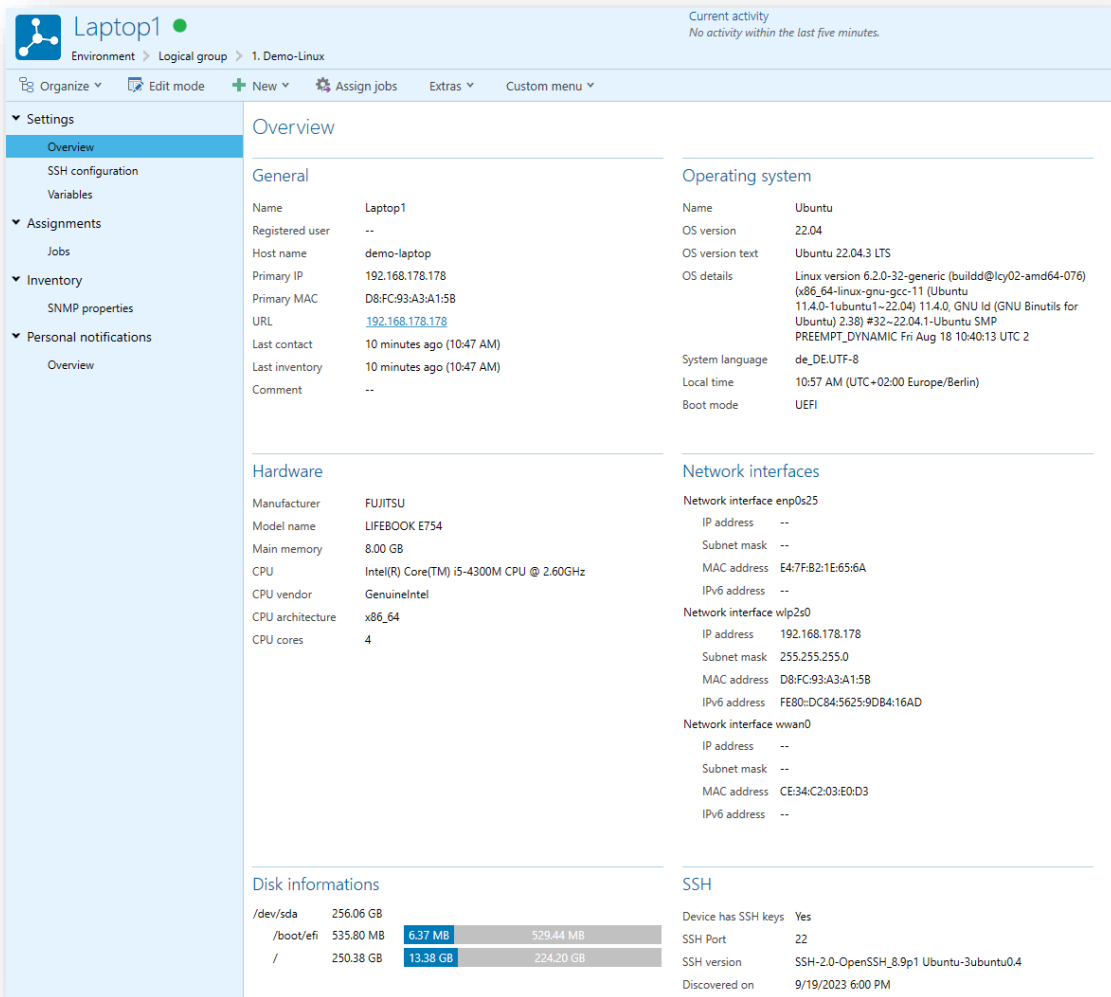 Laptop1
Environment > Logical group > 1. Demo-Linux
Current activity
No activity within the last five minutes.
Organize Edit mode New Assign jobs Extras Custom menu
Settings
Overview
SSH configuration
Variables
Assignments
Jobs
Inventory
SNMP properties
Personal notifications
Overview
Overview
General
Name Laptop1
Registered user --
Host name demo-laptop
Primary IP 192.168.178.178
Primary MAC D8:FC:93:A3:A1:5B
URL 192.168.178.178
Last contact 10 minutes ago (10:47 AM)
Last inventory 10 minutes ago (10:47 AM)
Comment --
Operating system
Name Ubuntu
OS version 22.04
OS version text Ubuntu 22.04.3 LTS
OS details Linux version 6.2.0-32-generic (buildd@lcy02-amd64-076)
(x86_64-linux-gnu-gcc-11 (Ubuntu
11.4.0-1ubuntu1~22.04) 11.4.0, GNU ld (GNU Binutils for
Ubuntu) 2.38) #32~22.04.1-Ubuntu SMP
PREEMPT_DYNAMIC Fri Aug 18 10:40:13 UTC 2
System language de_DE.UTF-8
Local time 10:57 AM (UTC+02:00 Europe/Berlin)
Boot mode UEFI
Hardware
Manufacturer FUJITSU
Model name LIFEBOOK E754
Main memory 8.00 GB
CPU Intel(R) Core(TM) i5-4300M CPU @ 2.60GHz
CPU vendor GenuineIntel
CPU architecture x86_64
CPU cores 4
Network interfaces
Network interface enp0s25
IP address --
Subnet mask --
MAC address E4:7F:B2:1E:65:6A
IPv6 address --
Network interface wlp2s0
IP address 192.168.178.178
Subnet mask 255.255.255.0
MAC address D8:FC:93:A3:A1:5B
IPv6 address FE80::DC84:5625:9DB4:16AD
Network interface wwan0
IP address --
Subnet mask --
MAC address CE:34:C2:03:E0:D3
IPv6 address --
Disk informations
/dev/sda 256.06 GB
/boot/efi 535.80 MB 6.37 MB 529.44 MB
/ 250.38 GB 13.38 GB 224.20 GB
SSH
Device has SSH keys Yes
SSH Port 22
SSH version SSH-2.0-OpenSSH_8.9p1 Ubuntu-3ubuntu0.4
Discovered on 9/19/2023 6:00 PM